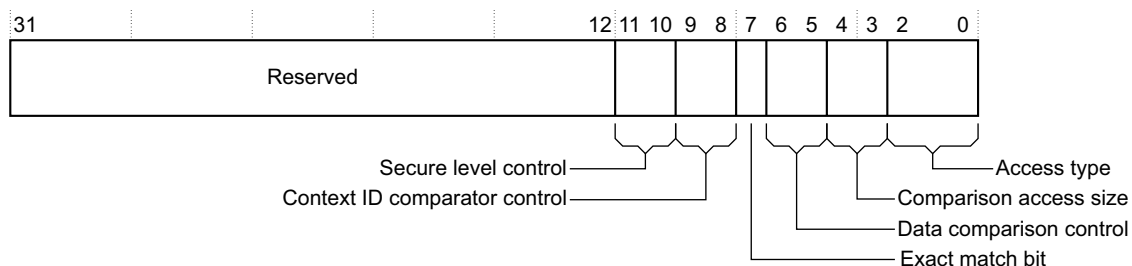 31 12 11 10 9 8 7 6 5 4 3 2 0
Reserved
Secure level control Access type
Context ID comparator control Comparison access size
Data comparison control
Exact match bit